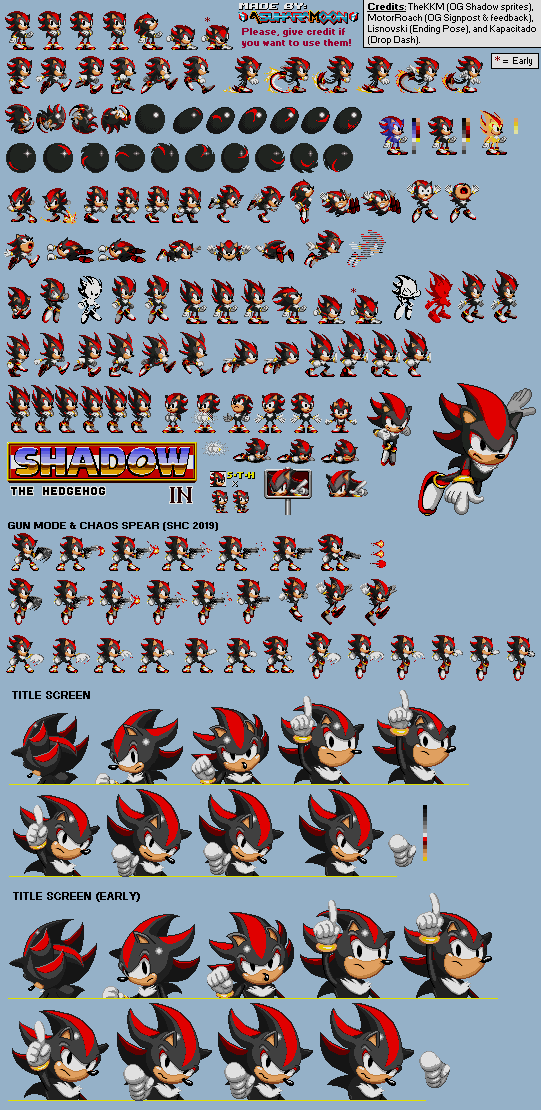 MADE BY:
Please, give credit if
you want to use them!
Credits: TheKKM (OG Shadow sprites),
MotorRoach (OG Signpost & feedback),
Lisnovski (Ending Pose), and Kapacitado
(Drop Dash).
* = Early
*
*
SHADOW
THE HEDGEHOG
IN
S·T·H
X
GUN MODE & CHAOS SPEAR (SHC 2019)
TITLE SCREEN
TITLE SCREEN (EARLY)